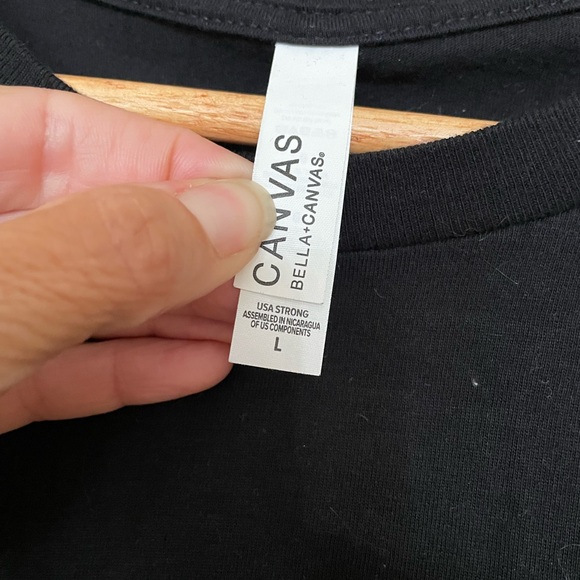 CANVAS
BELLA+CANVAS®
USA STRONG
ASSEMBLED IN NICARAGUA
OF US COMPONENTS
L